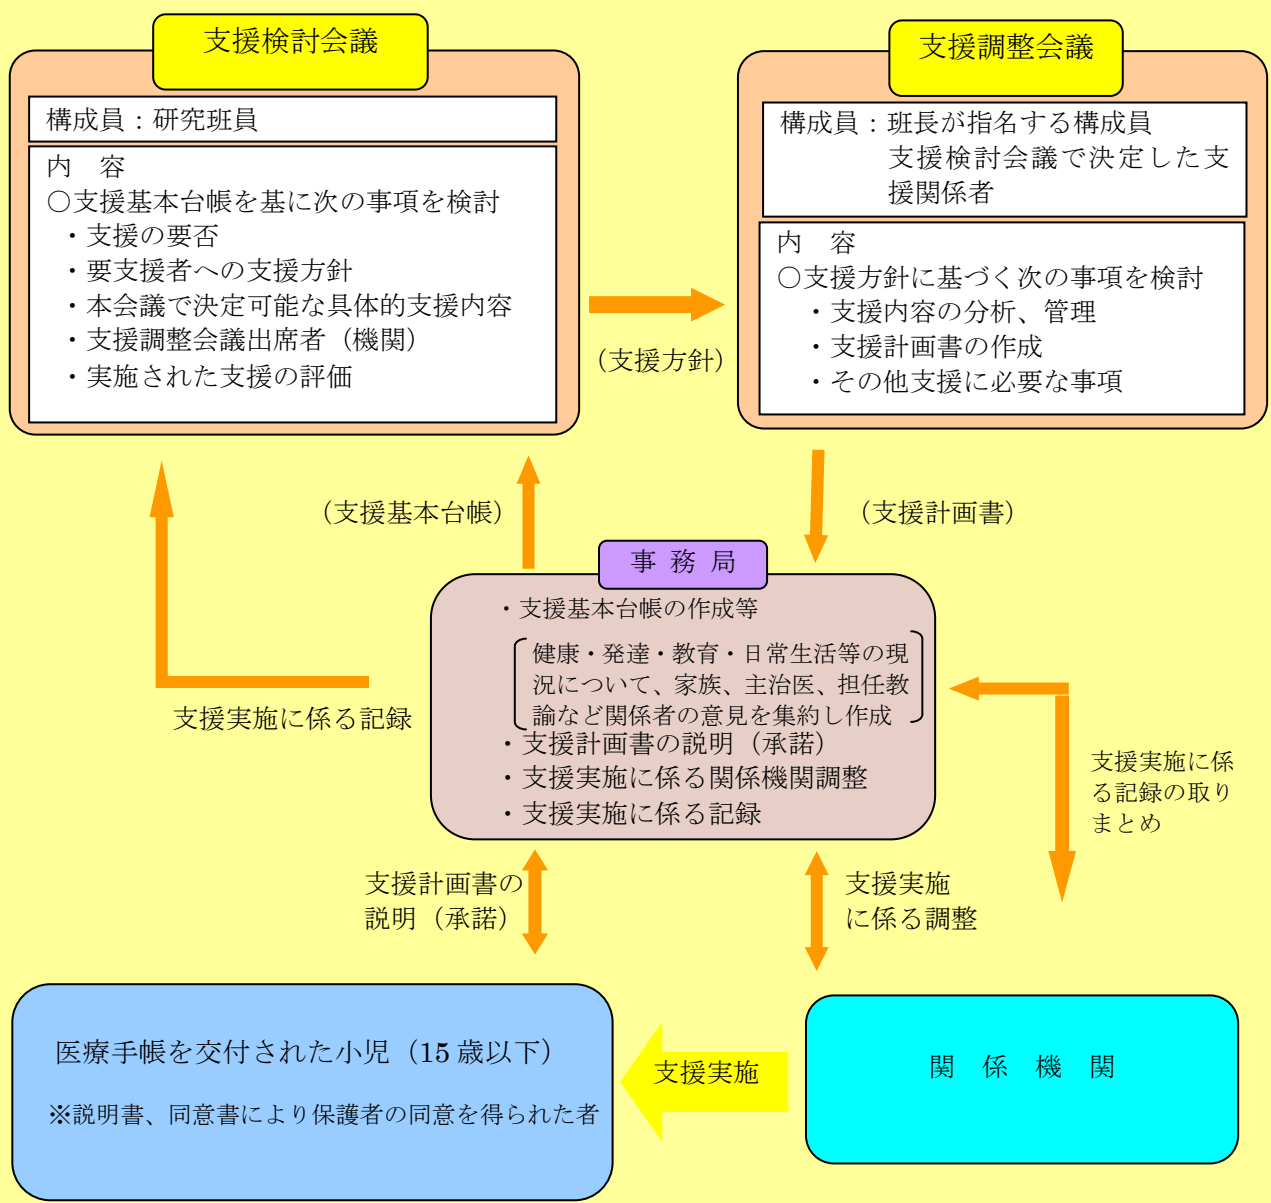 支援検討会議
構成員：研究班員
内　容
○支援基本台帳を基に次の事項を検討
・支援の要否
・要支援者への支援方針
・本会議で決定可能な具体的支援内容
・支援調整会議出席者（機関）
・実施された支援の評価
（支援方針）
支援調整会議
構成員：班長が指名する構成員
支援検討会議で決定した支
援関係者
内　容
○支援方針に基づく次の事項を検討
・支援内容の分析、管理
・支援計画書の作成
・その他支援に必要な事項
（支援基本台帳）
（支援計画書）
事 務 局
・支援基本台帳の作成等
健康・発達・教育・日常生活等の現
況について、家族、主治医、担任教
諭など関係者の意見を集約し作成
・支援計画書の説明（承諾）
・支援実施に係る関係機関調整
・支援実施に係る記録
支援実施に係る記録
支援実施に係
る記録の取り
まとめ
支援計画書の
説明（承諾）
支援実施
に係る調整
医療手帳を交付された小児（15 歳以下）
※説明書、同意書により保護者の同意を得られた者
支援実施
関　係　機　関